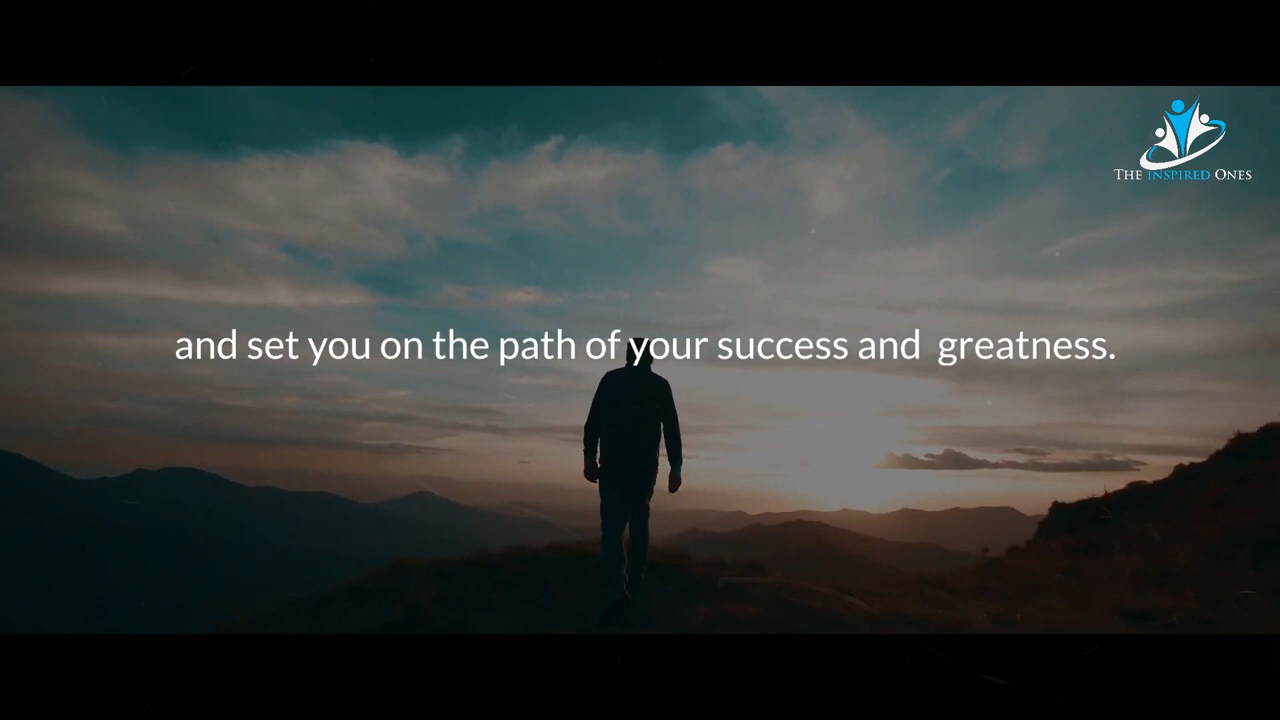 THE INSPIRED ONES
and set you on the path of your success and  greatness.